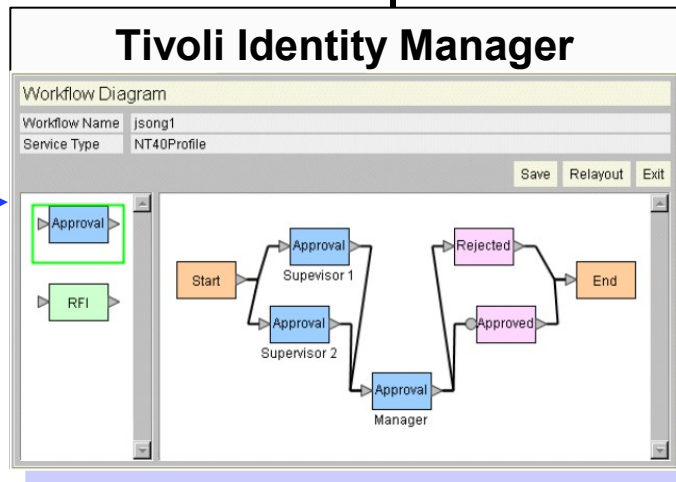 Tivoli Identity Manager
Workflow Diagram
Workflow Name jsong1
Service Type NT40Profile
Save Relayout Exit
Approval
RFI
Start
Approval
Supevisor 1
Approval
Supervisor 2
Approval
Manager
Rejected
Approved
End